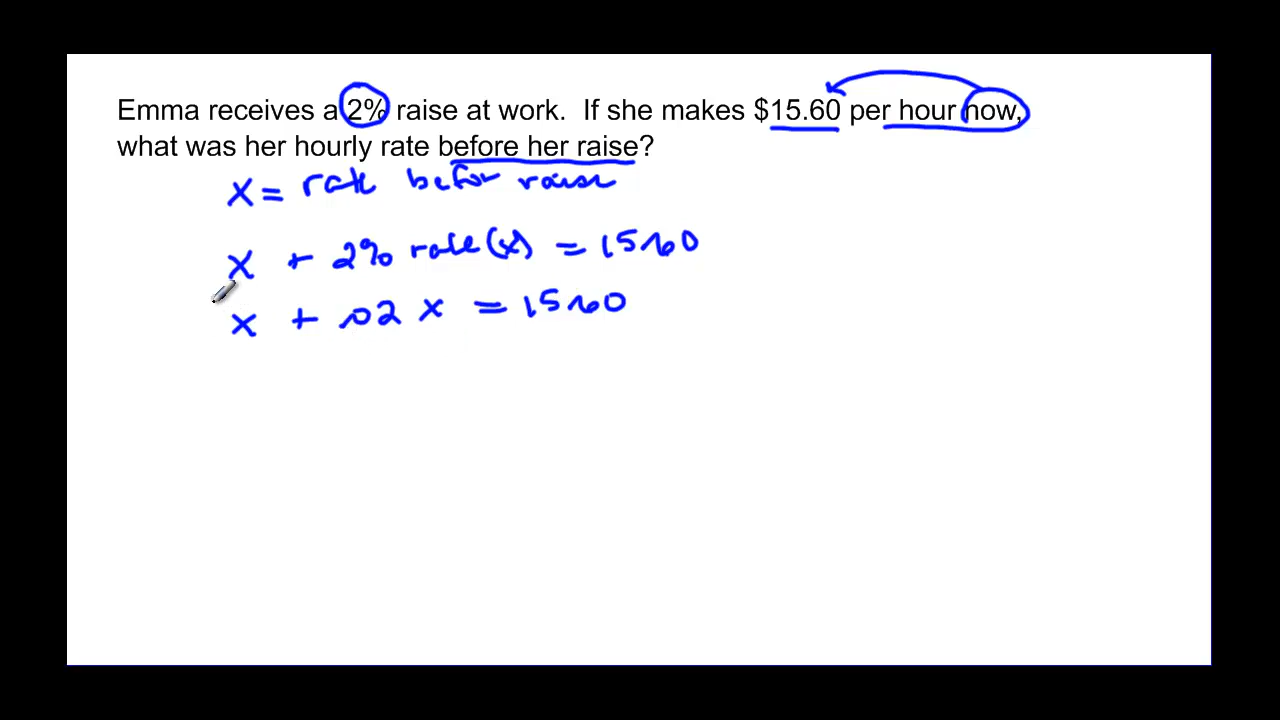 Emma receives a 2% raise at work. If she makes $15.60 per hour now,
what was her hourly rate before her raise?
x = rate befor raise
x + 2% rate(x) = 15.60
x + .02 x = 15.60